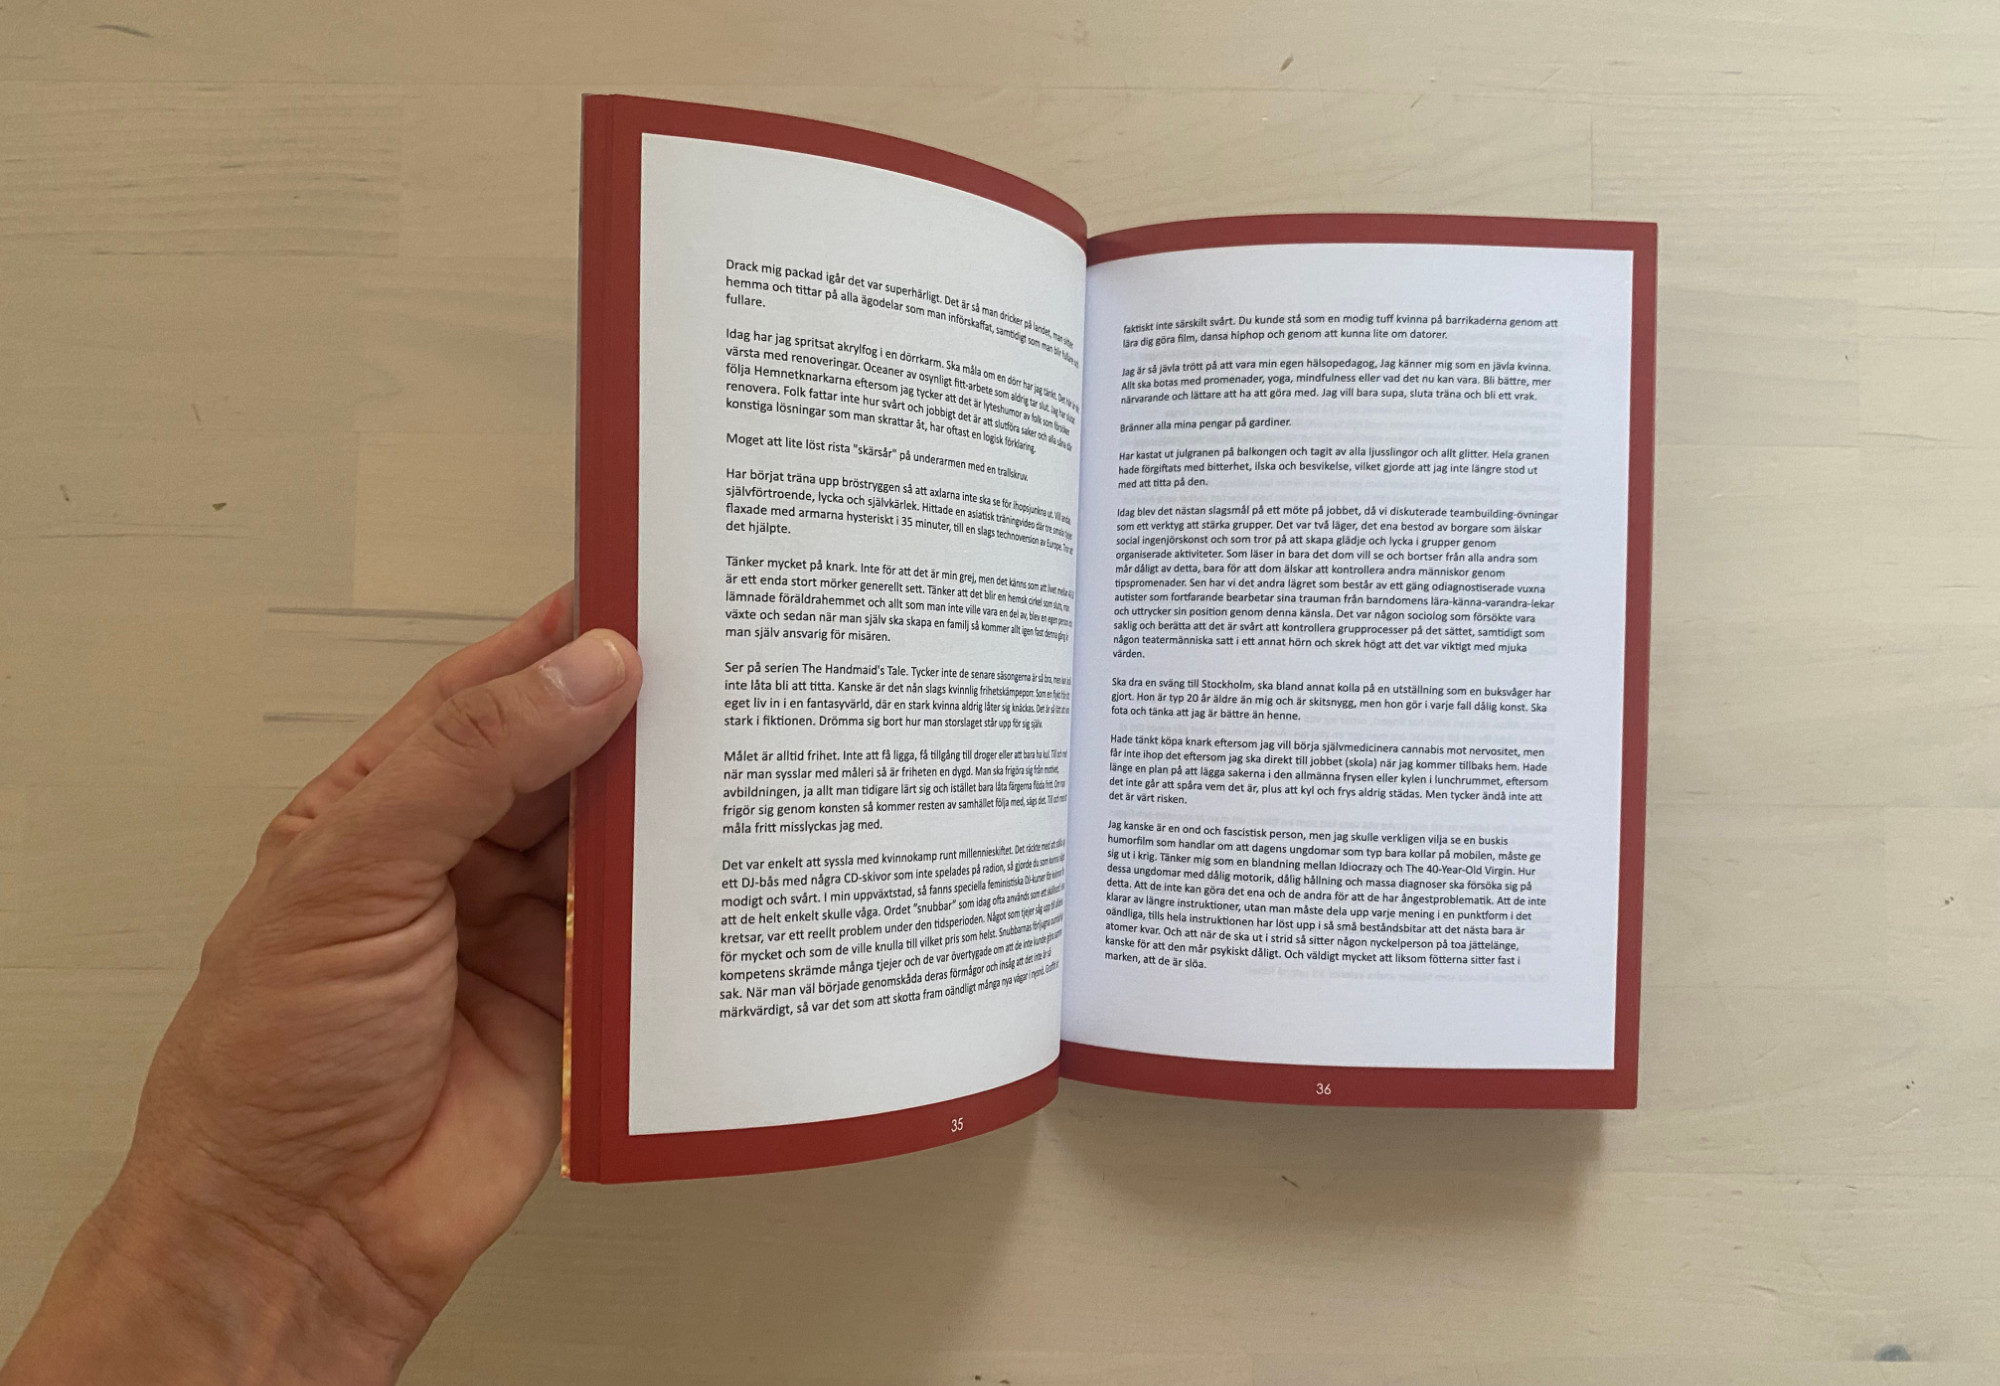 Drack mig packad igår det var superhärligt. Det är så man dricker på landet, man sitter
hemma och tittar på alla ägodelar som man införskaffat, samtidigt som man blir fullare och
fullare.
Idag har jag spritsat akrylfog i en dörrkarm. Ska måla om en dörr har jag tänkt. Det här är det
värsta med renoveringar. Oceaner av osynligt fitt-arbete som aldrig tar slut. Jag har slutat
följa Hemnetknarkarna eftersom jag tycker att det är lyteshumor av folk som försöker
renovera. Folk fattar inte hur svårt och jobbigt det är att slutföra saker och alla dåra där
konstiga lösningar som man skrattar åt, har oftast en logisk förklaring.
Moget att lite löst rista "skärsår" på underarmen med en trallskruv.
Har börjat träna upp bröstryggen så att axlarna inte ska se för ihopsjunkna ut. Vill ända
självförtroende, lycka och självkärlek. Hittade en asiatisk träningvideo där tre smala tjejer
flaxade med armarna hysteriskt i 35 minuter, till en slags technoversion av Europe. Tror att
det hjälpte.
Tänker mycket på knark. Inte för att det är min grej, men det känns som att livet mellan
är ett enda stort mörker generellt sett. Tänker att det blir en hemsk cirkel som sluts, man
lämnade föräldrahemmet och allt som man inte ville vara en del av, blev en egen person som
växte och sedan när man själv ska skapa en familj så kommer allt igen fast denna gång är
man själv ansvarig för misären.
Ser på serien The Handmaid's Tale. Tycker inte de senare säsongerna är så bra, men kan
inte låta bli att titta. Kanske är det nån slags kvinnlig frihetskämpeporr. Som en flykt från
eget liv in i en fantasyvärld, där en stark kvinna aldrig låter sig knäckas. Det är så lätt att
stark i fiktionen. Drömma sig bort hur man storslaget står upp för sig själv.
Målet är alltid frihet. Inte att få ligga, få tillgång till droger eller att bara ha kul. Till och med
när man sysslar med måleri så är friheten en dygd. Man ska frigöra sig från motivet,
avbildningen, ja allt man tidigare lärt sig och istället bara låta färgerna flöda fritt. Om man
frigör sig genom konsten så kommer resten av samhället följa med, sägs det. Till och med
måla fritt misslyckas jag med.
Det var enkelt att syssla med kvinnokamp runt millennieskiftet. Det räckte med att stå i
ett DJ-bås med några CD-skivor som inte spelades på radion, så gjorde du som kvinna något
modigt och svårt. I min uppväxtstad, så fanns speciella feministiska DJ-kurser för kvinnor
att de helt enkelt skulle våga. Ordet "snubbar" som idag ofta används som ett skällsord i
kretsar, var ett reellt problem under den tidsperioden. Något som tjejer såg upp till
för mycket och som de ville knulla till vilket pris som helst. Snubbarnas förljugna
kompetens skrämde många tjejer och de var övertygade om att de inte kunde göra samma
sak. När man väl började genomskåda deras förmågor och insåg att det inte är så
märkvärdigt, så var det som att skotta fram oändligt många nya vägar i nysnö. Grafitti är
35
faktiskt inte särskilt svårt. Du kunde stå som en modig tuff kvinna på barrikaderna genom att
lära dig göra film, dansa hiphop och genom att kunna lite om datorer.
Jag är så jävla trött på att vara min egen hälsopedagog, Jag känner mig som en jävla kvinna.
Allt ska botas med promenader, yoga, mindfulness eller vad det nu kan vara. Bli bättre, mer
närvarande och lättare att ha att göra med. Jag vill bara supa, sluta träna och bli ett vrak.
Bränner alla mina pengar på gardiner.
Har kastat ut julgranen på balkongen och tagit av alla ljusslingor och allt glitter. Hela granen
hade förgiftats med bitterhet, ilska och besvikelse, vilket gjorde att jag inte längre stod ut
med att titta på den.
Idag blev det nästan slagsmål på ett möte på jobbet, då vi diskuterade teambuilding-övningar
som ett verktyg att stärka grupper. Det var två läger, det ena bestod av borgare som älskar
social ingenjörskonst och som tror på att skapa glädje och lycka i grupper genom
organiserade aktiviteter. Som läser in bara det dom vill se och bortser från alla andra som
mår dåligt av detta, bara för att dom älskar att kontrollera andra människor genom
tipspromenader. Sen har vi det andra lägret som består av ett gäng odiagnostiserade vuxna
autister som fortfarande bearbetar sina trauman från barndomens lära-känna-varandra-lekar
och uttrycker sin position genom denna känsla. Det var någon sociolog som försökte vara
saklig och berätta att det är svårt att kontrollera grupprocesser på det sättet, samtidigt som
någon teatermänniska satt i ett annat hörn och skrek högt att det var viktigt med mjuka
värden.
Ska dra en sväng till Stockholm, ska bland annat kolla på en utställning som en buksvåger har
gjort. Hon är typ 20 år äldre än mig och är skitsnygg, men hon gör i varje fall dålig konst. Ska
fota och tänka att jag är bättre än henne.
Hade tänkt köpa knark eftersom jag vill börja självmedicinera cannabis mot nervositet, men
får inte ihop det eftersom jag ska direkt till jobbet (skola) när jag kommer tillbaks hem. Hade
länge en plan på att lägga sakerna i den allmänna frysen eller kylen i lunchrummet, eftersom
det inte går att spåra vem det är, plus att kyl och frys aldrig städas. Men tycker ändå inte att
det är värt risken.
Jag kanske är en ond och fascistisk person, men jag skulle verkligen vilja se en buskis
humorfilm som handlar om att dagens ungdomar som typ bara kollar på mobilen, måste ge
sig ut i krig. Tänker mig som en blandning mellan Idiocrazy och The 40-Year-Old Virgin. Hur
dessa ungdomar med dålig motorik, dålig hållning och massa diagnoser ska försöka sig på
detta. Att de inte kan göra det ena och de andra för att de har ångestproblematik. Att de inte
klarar av längre instruktioner, utan man måste dela upp varje mening i en punktform i det
oändliga, tills hela instruktionen har löst upp i så små beståndsbitar att det nästa bara är
atomer kvar. Och att när de ska ut i strid så sitter någon nyckelperson på toa jättelänge,
kanske för att den mår psykiskt dåligt. Och väldigt mycket att liksom fötterna sitter fast i
marken, att de är slöa.
36